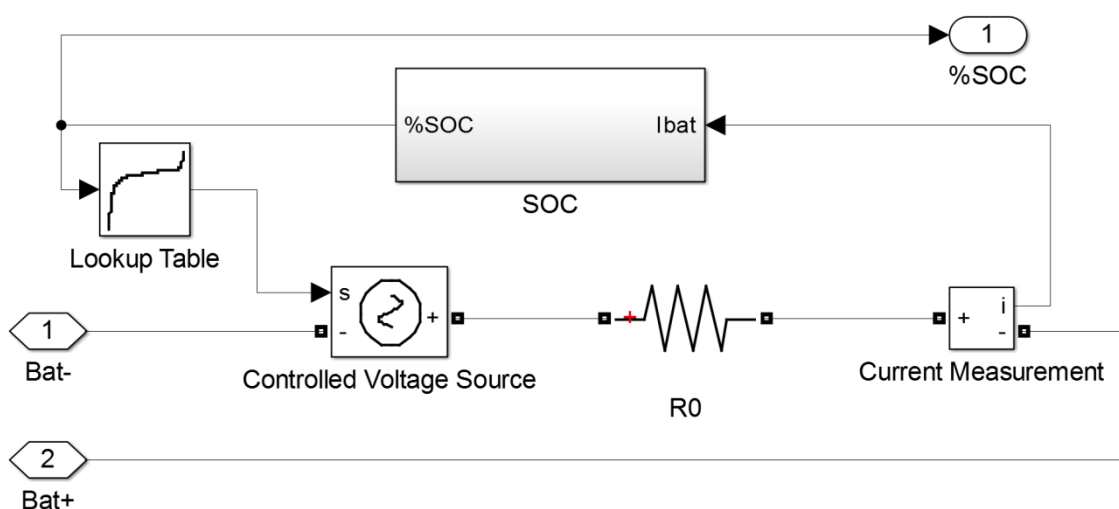 1
%SOC
%SOC
Ibat
SOC
Lookup Table
s
-
+
+
i
-
1
Bat-
Controlled Voltage Source
R0
Current Measurement
2
Bat+